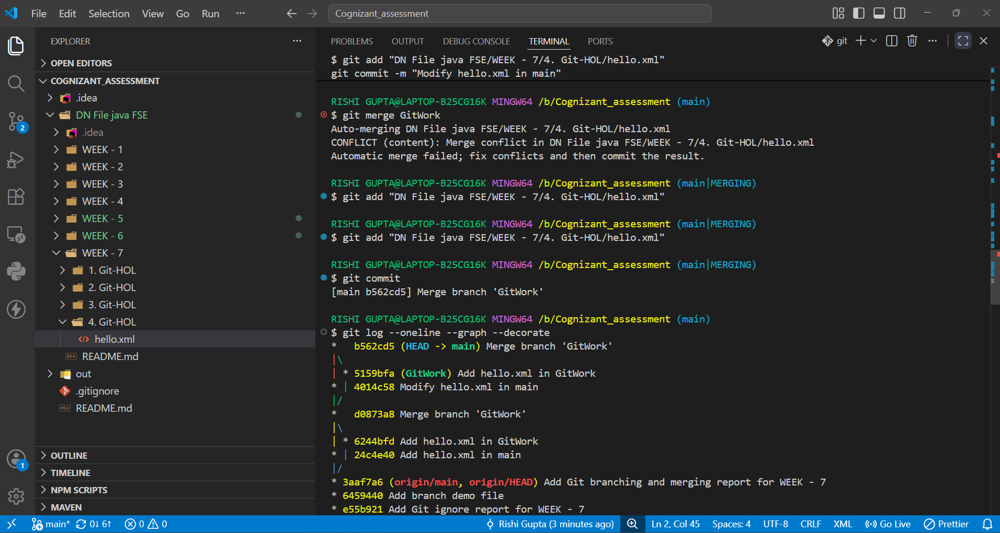 File Edit Selection View Go Run ··· Cognizant_assessment
EXPLORER
OPEN EDITORS
COGNIZANT_ASSESSMENT
.idea
DN File java FSE
.idea
WEEK - 1
WEEK - 2
WEEK - 3
WEEK - 4
WEEK - 5
WEEK - 6
WEEK - 7
1. Git-HOL
2. Git-HOL
3. Git-HOL
4. Git-HOL
hello.xml
README.md
out
.gitignore
README.md
OUTLINE
TIMELINE
NPM SCRIPTS
MAVEN
2
1
PROBLEMS OUTPUT DEBUG CONSOLE TERMINAL PORTS git
$ git add "DN File java FSE/WEEK - 7/4. Git-HOL/hello.xml"
git commit -m "Modify hello.xml in main"
RISHI GUPTA@LAPTOP-B25CG16K MINGW64 /b/Cognizant_assessment (main)
$ git merge GitWork
Auto-merging DN File java FSE/WEEK - 7/4. Git-HOL/hello.xml
CONFLICT (content): Merge conflict in DN File java FSE/WEEK - 7/4. Git-HOL/hello.xml
Automatic merge failed; fix conflicts and then commit the result.
RISHI GUPTA@LAPTOP-B25CG16K MINGW64 /b/Cognizant_assessment (main|MERGING)
$ git add "DN File java FSE/WEEK - 7/4. Git-HOL/hello.xml"
RISHI GUPTA@LAPTOP-B25CG16K MINGW64 /b/Cognizant_assessment (main|MERGING)
$ git add "DN File java FSE/WEEK - 7/4. Git-HOL/hello.xml"
RISHI GUPTA@LAPTOP-B25CG16K MINGW64 /b/Cognizant_assessment (main|MERGING)
$ git commit
[main b562cd5] Merge branch 'GitWork'
RISHI GUPTA@LAPTOP-B25CG16K MINGW64 /b/Cognizant_assessment (main)
$ git log --oneline --graph --decorate
*   b562cd5 (HEAD -> main) Merge branch 'GitWork'
|\
| * 5159bfa (GitWork) Add hello.xml in GitWork
* | 4014c58 Modify hello.xml in main
|/
*   d0873a8 Merge branch 'GitWork'
|\
| * 6244bfd Add hello.xml in GitWork
* | 24c4e40 Add hello.xml in main
|/
* 3aaf7a6 (origin/main, origin/HEAD) Add Git branching and merging report for WEEK - 7
* 6459440 Add branch demo file
* e55b921 Add Git ignore report for WEEK - 7
main* 0↓ 6↑ 0 0 Rishi Gupta (3 minutes ago) Ln 2, Col 45 Spaces: 4 UTF-8 CRLF XML Go Live Prettier